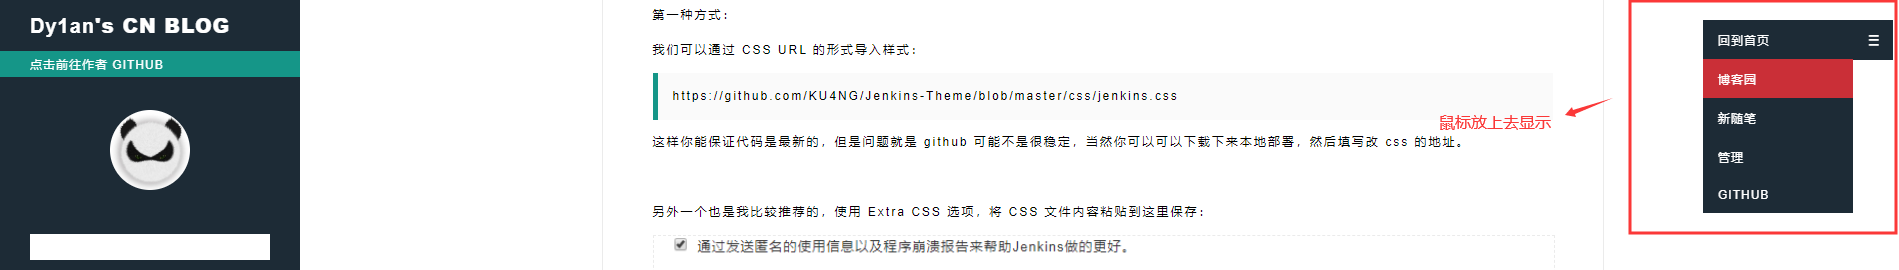 Dy1an's CN BLOG
点击前往作者 GITHUB
第一种方式：
我们可以通过 CSS URL 的形式导入样式：
https://github.com/KU4NG/Jenkins-Theme/blob/master/css/jenkins.css
这样你能保证代码是最新的，但是问题就是 github 可能不是很稳定，当然你可以可以下载下来本地部署，然后填写改 css 的地址。
另外一个也是我比较推荐的，使用 Extra CSS 选项，将 CSS 文件内容粘贴到这里保存：
通过发送匿名的使用信息以及程序崩溃报告来帮助Jenkins做的更好。
鼠标放上去显示
回到首页
博客园
新随笔
管理
GITHUB